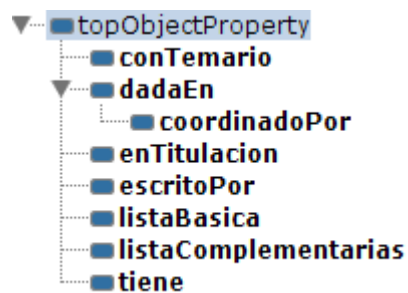 topObjectProperty
conTemario
dadaEn
coordinadoPor
enTitulacion
escritoPor
listaBasica
listaComplementarias
tiene